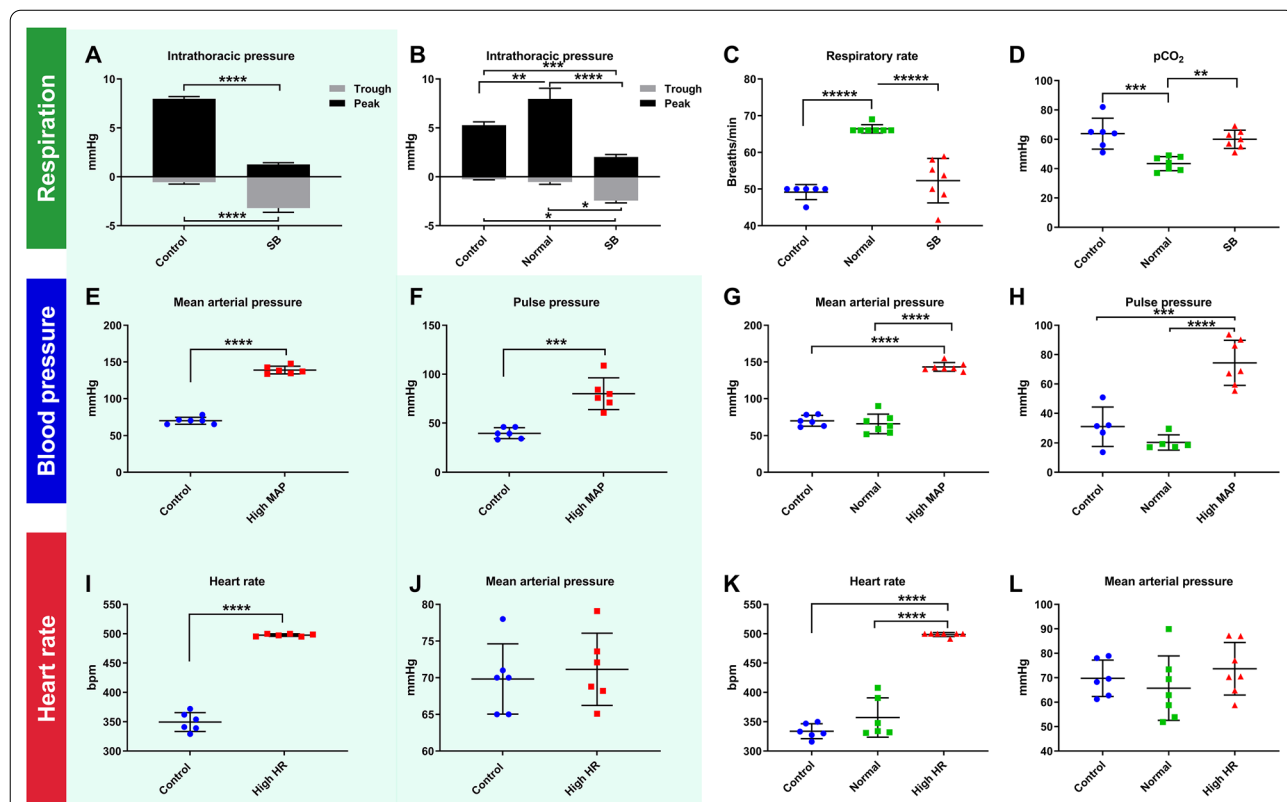 Respiration
A
Intrathoracic pressure
****
10
5
0
-5
mmHg
Trough
Peak
****
Control
SB
B
Intrathoracic pressure
***
**
****
10
5
0
-5
mmHg
Trough
Peak
*
*
Control
Normal
SB
C
Respiratory rate
*****
*****
90
80
70
60
50
40
Breaths/min
Control
Normal
SB
D
pCO2
***
**
100
80
60
40
20
0
mmHg
Control
Normal
SB
Blood pressure
E
Mean arterial pressure
****
200
150
100
50
0
mmHg
Control
High MAP
F
Pulse pressure
***
150
100
50
0
mmHg
Control
High MAP
G
Mean arterial pressure
****
****
200
150
100
50
0
mmHg
Control
Normal
High MAP
H
Pulse pressure
***
****
100
80
60
40
20
0
mmHg
Control
Normal
High MAP
Heart rate
I
Heart rate
****
550
500
450
400
350
300
bpm
Control
High HR
J
Mean arterial pressure
80
75
70
65
60
mmHg
Control
High HR
K
Heart rate
****
****
550
500
450
400
350
300
bpm
Control
Normal
High HR
L
Mean arterial pressure
100
90
80
70
60
50
40
mmHg
Control
Normal
High HR